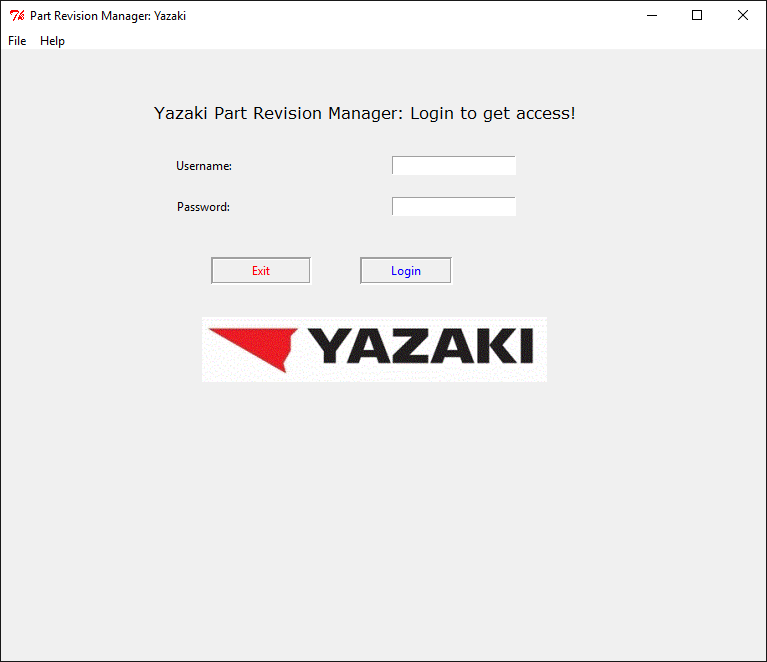 Part Revision Manager: Yazaki
File Help
Yazaki Part Revision Manager: Login to get access!
Username:
Password:
Exit Login
YAZAKI